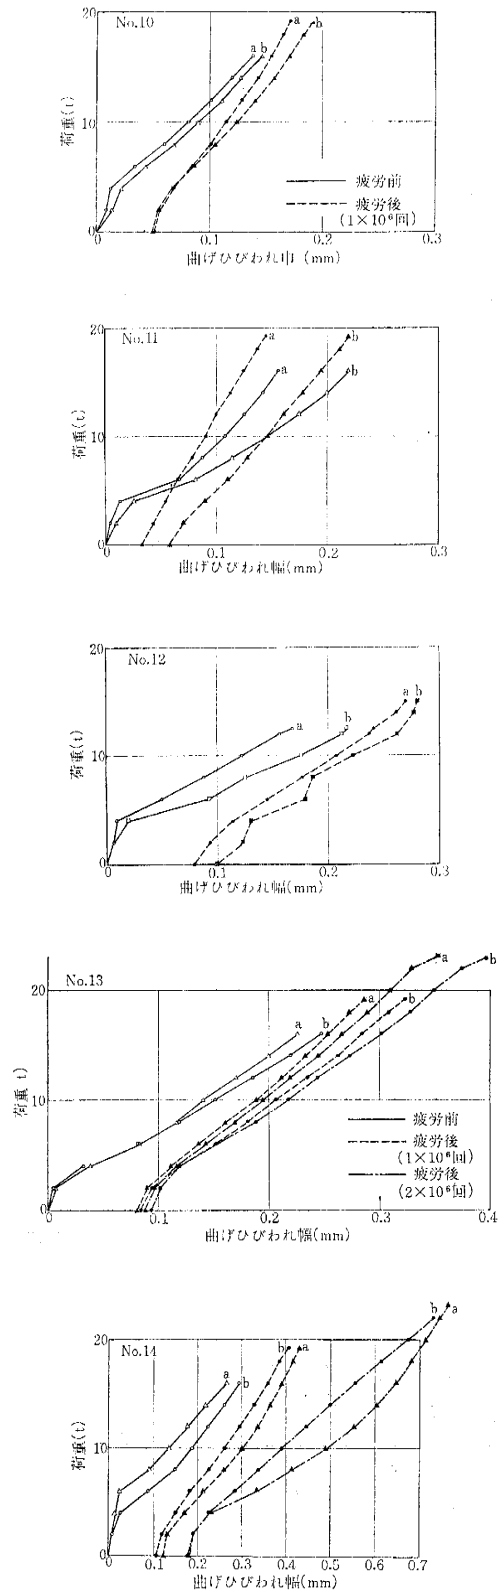 No.10
a b
a
b
荷重(t)
10
20
疲労前
疲労後
(1×10⁶回)
0
0
0.1
0.2
0.3
曲げひびわれ巾 (mm)
20
No.11
a
b
a
b
荷重(t)
10
0
0
0.1
0.2
0.3
曲げひびわれ幅(mm)
20
No.12
a b
b
a
荷重(t)
10
0
0
0.1
0.2
0.3
曲げひびわれ幅(mm)
No.13
a
b
20
a
b
a
b
荷重 t)
10
疲労前
疲労後
(1×10⁶回)
疲労後
(2×10⁶回)
0
0
0.1
0.2
0.3
0.4
曲げひびわれ幅(mm)
b a
20
No.14
b a
a
b
荷重(t)
10
0
0
0.1
0.2
0.3
0.4
0.5
0.6
0.7
曲げひびわれ幅(mm)